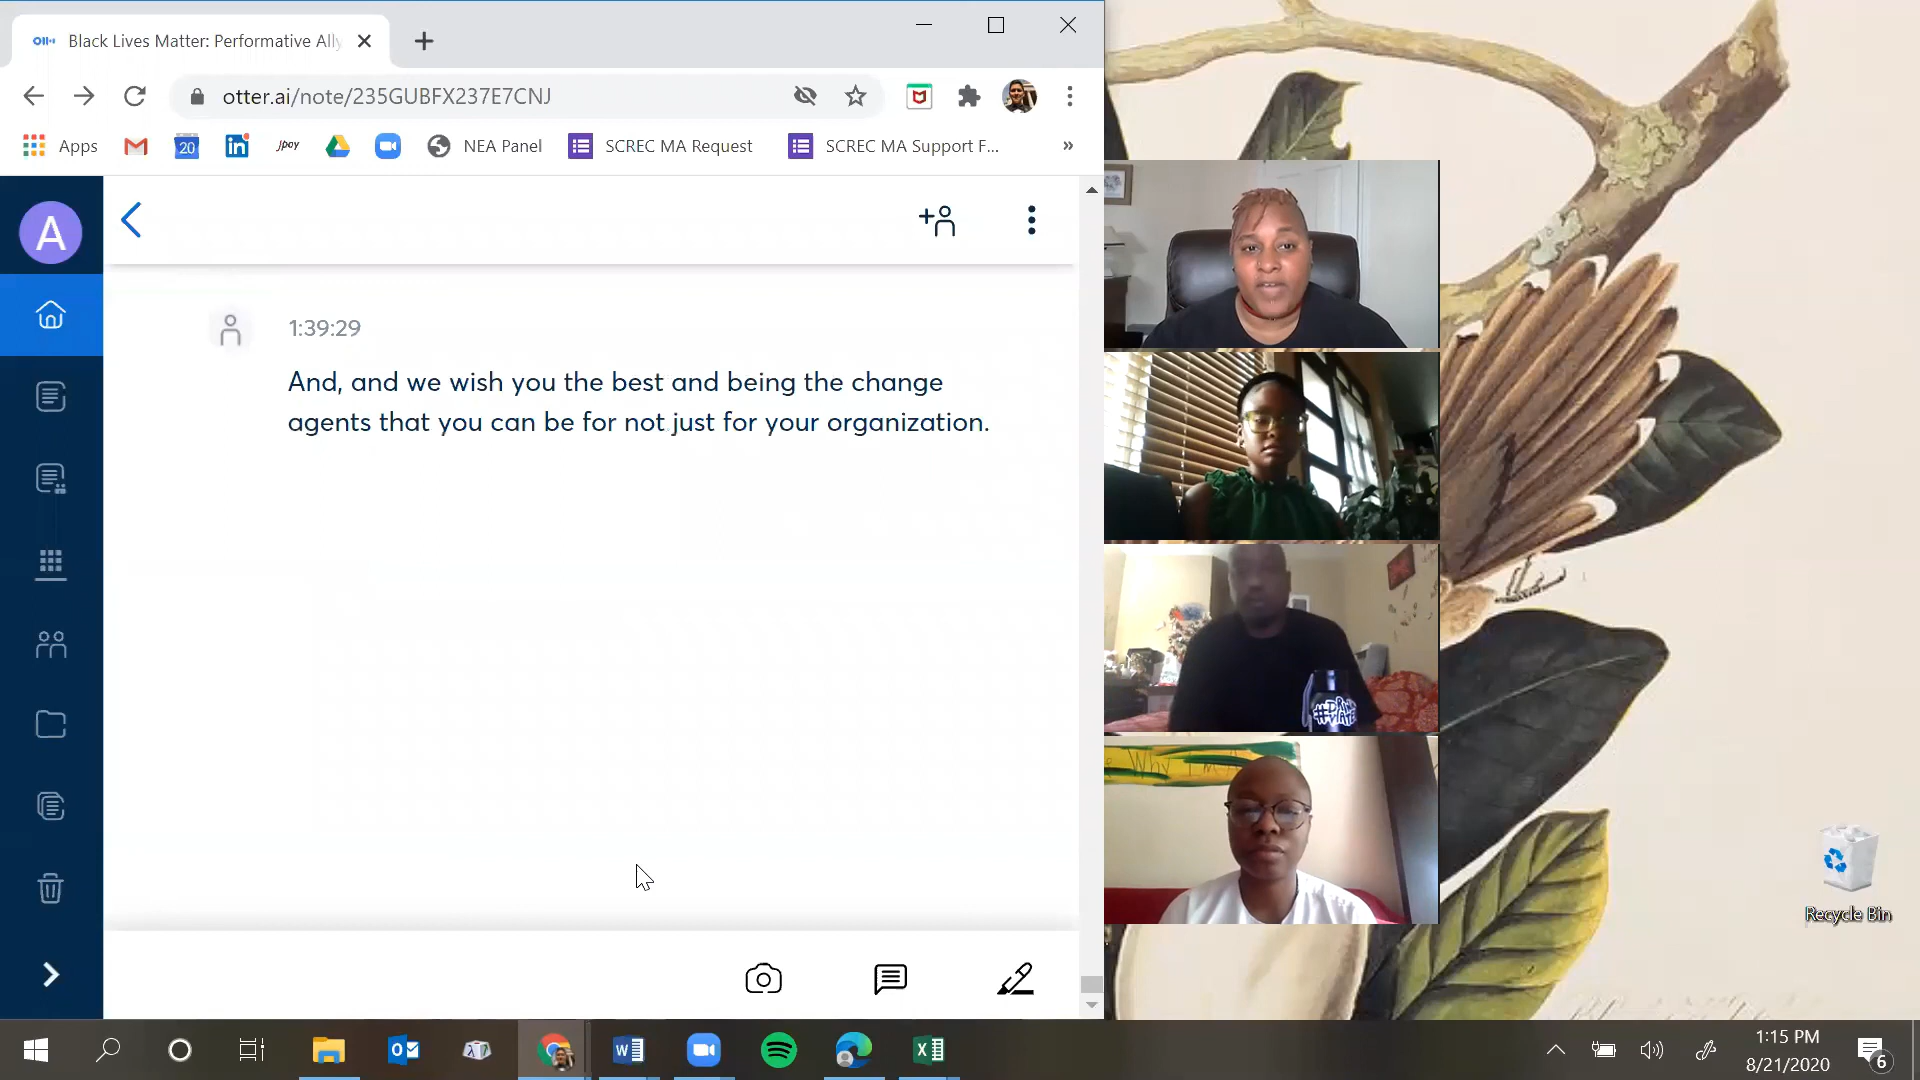 Black Lives Matter: Performative Ally
otter.ai/note/235GUBFX237E7CNJ
Apps
20
Jpay
NEA Panel
SCREC MA Request
SCREC MA Support F...
»
A
1:39:29
And, and we wish you the best and being the change
agents that you can be for not just for your organization.
Why I'm
Recycle Bin
1:15 PM
8/21/2020
6